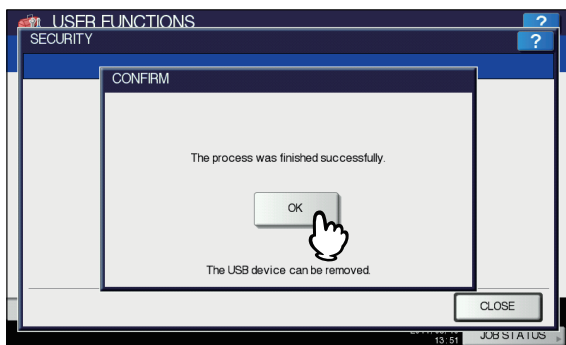 USER FUNCTIONS
?
SECURITY
?
CONFIRM
The process was finished successfully.
OK
The USB device can be removed.
CLOSE
13:51
JOB STATUS